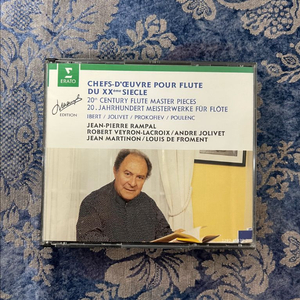 ERATO
CHEFS-D'ŒUVRE POUR FLUTE
DU XXème SIECLE
20th CENTURY FLUTE MASTER PIECES
20. JAHRHUNDERT MEISTERWERKE FÜR FLÖTE
EDITION
IBERT / JOLIVET / PROKOFIEV / POULENC
JEAN-PIERRE RAMPAL
ROBERT VEYRON-LACROIX / ANDRE JOLIVET
JEAN MARTINON / LOUIS DE FROMENT